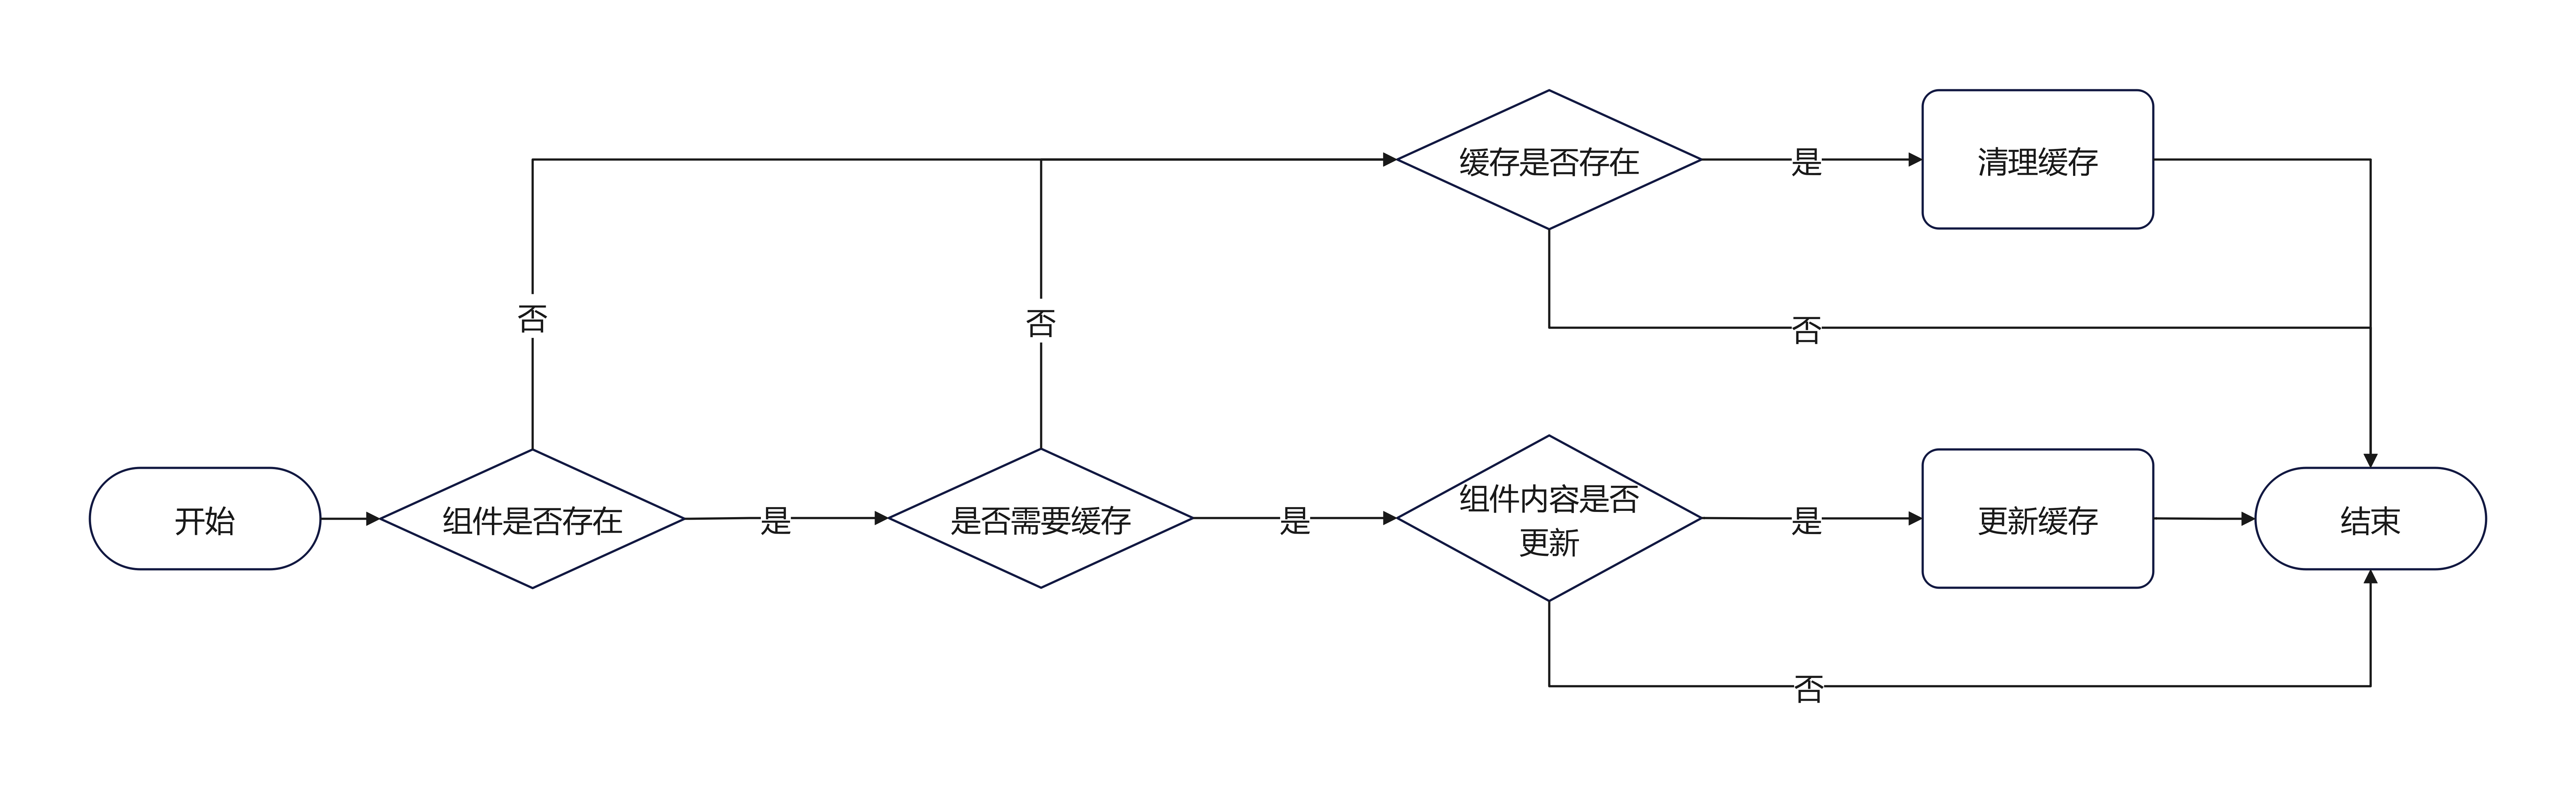 缓存是否存在
是
清理缓存
否
否
否
开始
组件是否存在
是
是否需要缓存
是
组件内容是否
更新
是
更新缓存
结束
否